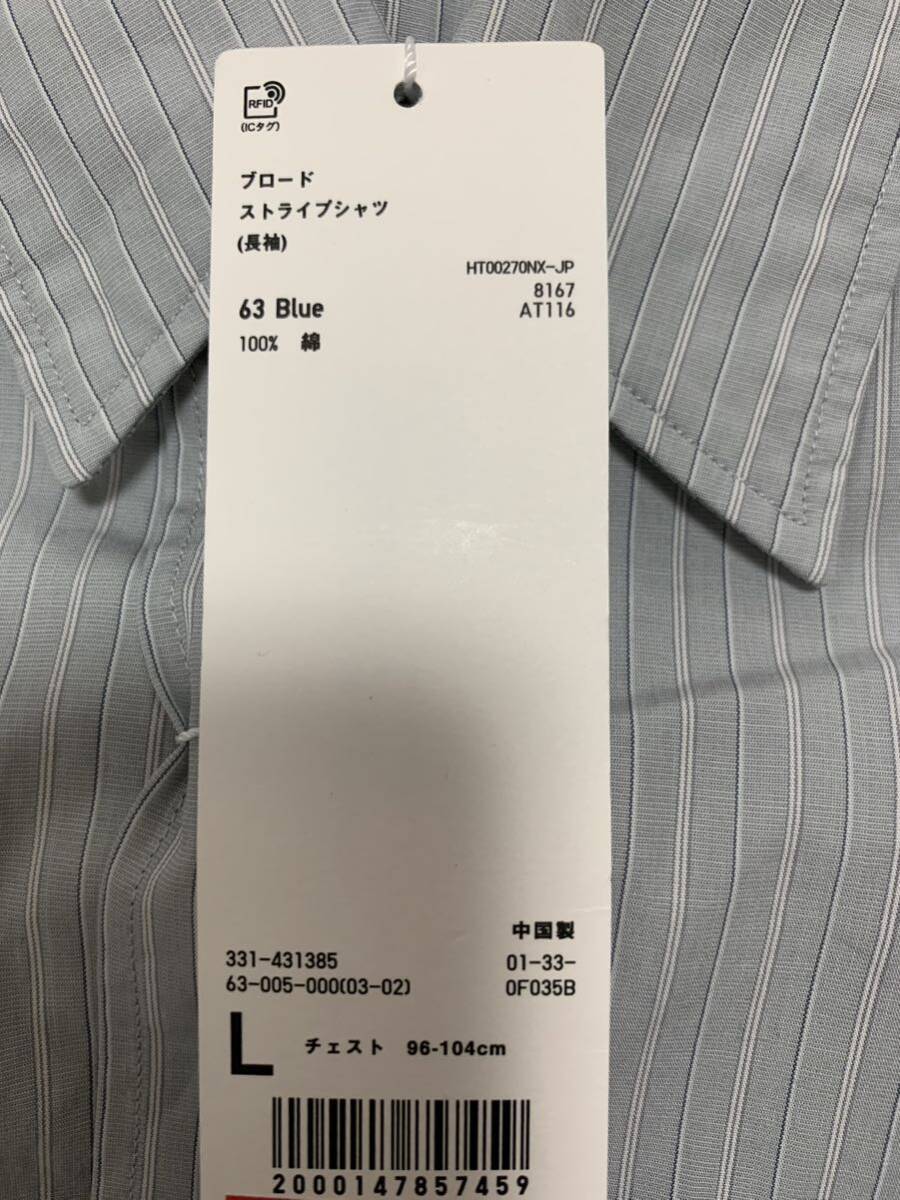 RFID
(ICタグ)
ブロード
ストライプシャツ
(長袖)
HT00270NX-JP
63 Blue
8167
AT116
100% 綿
中国製
331-431385
01-33-
63-005-000(03-02)
0F035B
L チェスト 96-104cm
2000147857459